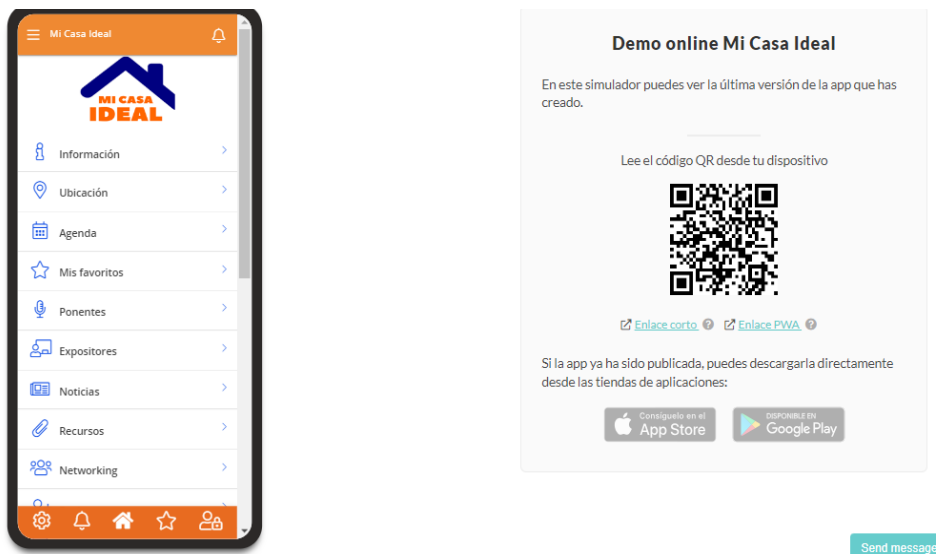 Mi Casa Ideal
MI CASA
IDEAL
Información
Ubicación
Agenda
Mis favoritos
Ponentes
Expositores
Noticias
Recursos
Networking
Demo online Mi Casa Ideal
En este simulador puedes ver la última versión de la app que has
creado.
Lee el código QR desde tu dispositivo
Enlace corto ? Enlace PWA ?
Si la app ya ha sido publicada, puedes descargarla directamente
desde las tiendas de aplicaciones:
Consíguelo en el
App Store
DISPONIBLE EN
Google Play
Send message